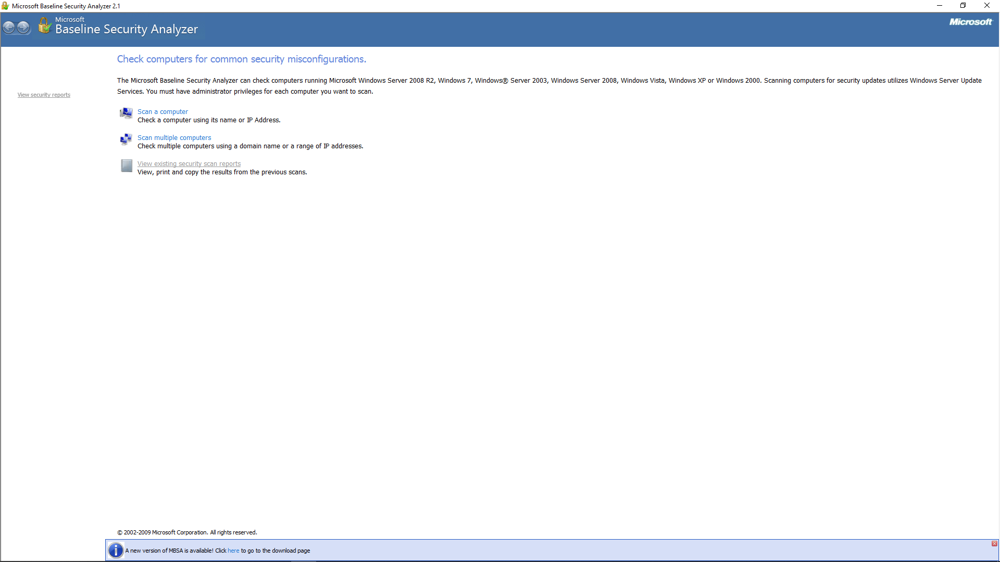 Microsoft Baseline Security Analyzer 2.1
Microsoft
Baseline Security Analyzer
Microsoft
Check computers for common security misconfigurations.
The Microsoft Baseline Security Analyzer can check computers running Microsoft Windows Server 2008 R2, Windows 7, Windows® Server 2003, Windows Server 2008, Windows Vista, Windows XP or Windows 2000. Scanning computers for security updates utilizes Windows Server Update
Services. You must have administrator privileges for each computer you want to scan.
View security reports
Scan a computer
Check a computer using its name or IP Address.
Scan multiple computers
Check multiple computers using a domain name or a range of IP addresses.
View existing security scan reports
View, print and copy the results from the previous scans.
© 2002-2009 Microsoft Corporation. All rights reserved.
A new version of MBSA is available! Click here to go to the download page